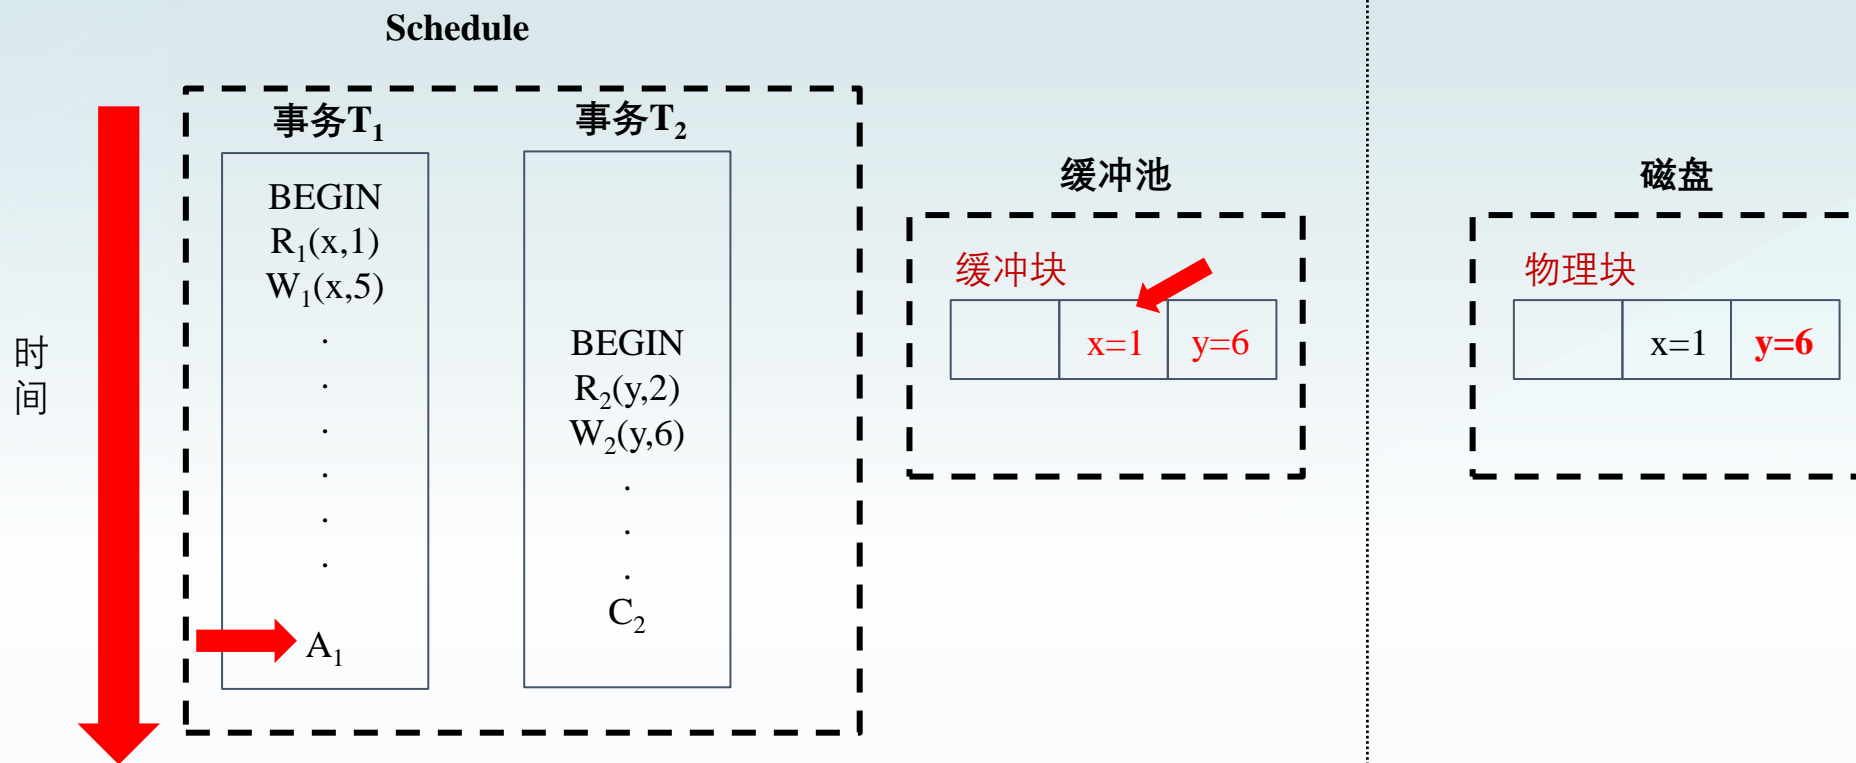 Schedule
时
间
事务T₁
BEGIN
R₁(x,1)
W₁(x,5)
.
.
.
.
.
.
A₁
事务T₂
BEGIN
R₂(y,2)
W₂(y,6)
.
.
.
C₂
缓冲池
缓冲块
x=1 y=6
磁盘
物理块
x=1 y=6